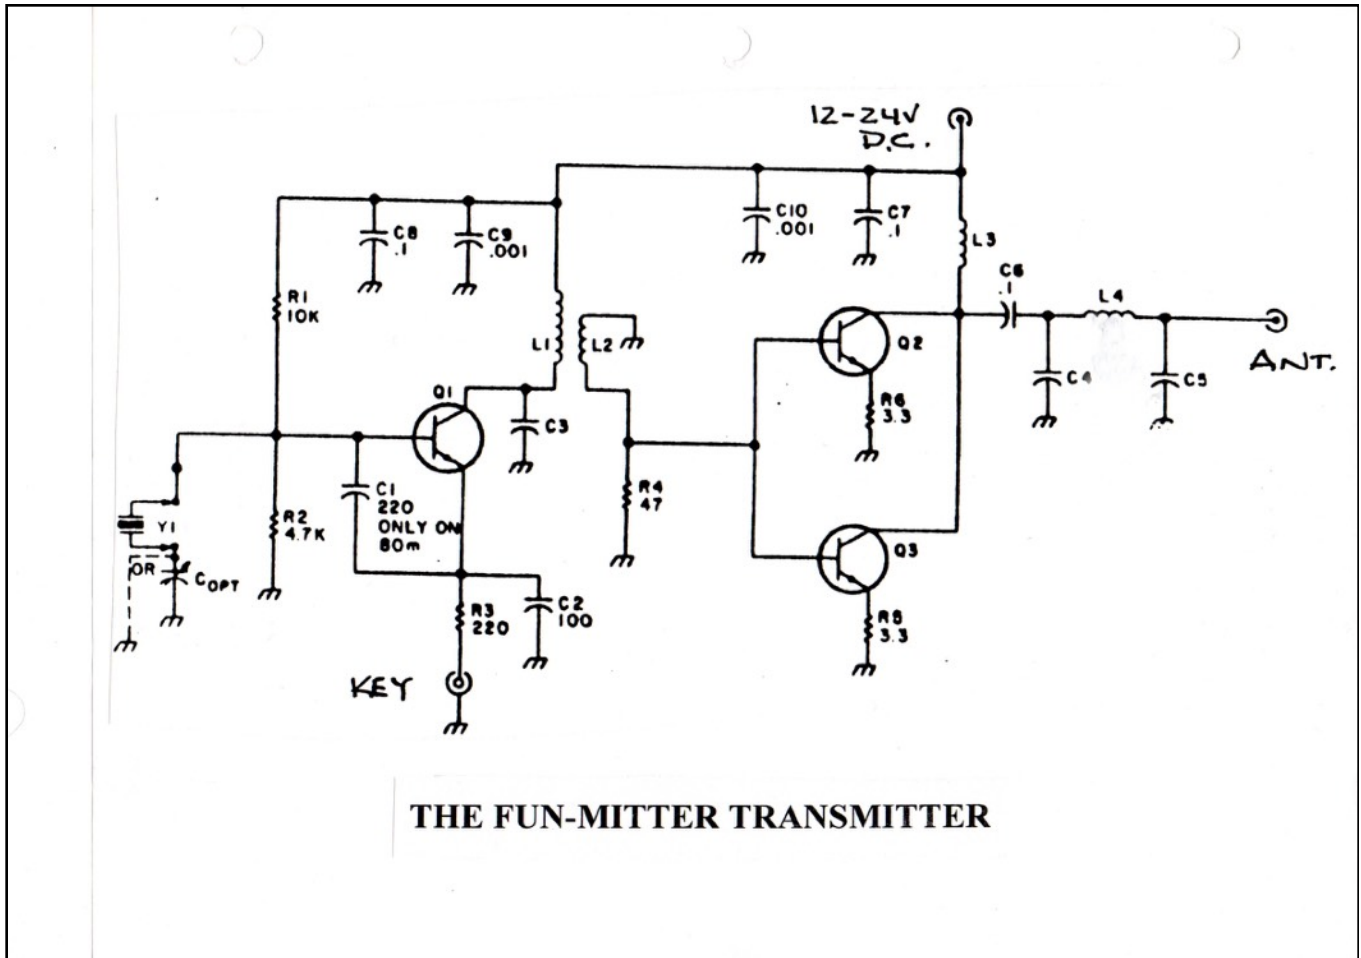 12-24V
D.C.
C10
.001
C7
.1
L3
C8
.1
C9
.001
C6
.1
L4
R1
10K
L1
L2
Q2
ANT.
C4
C5
Q1
R6
3.3
C3
C1
220
ONLY ON
80m
R4
47
Y1
R2
4.7K
Q3
OR
COPT
R3
220
C2
100
R5
3.3
KEY
THE FUN-MITTER TRANSMITTER